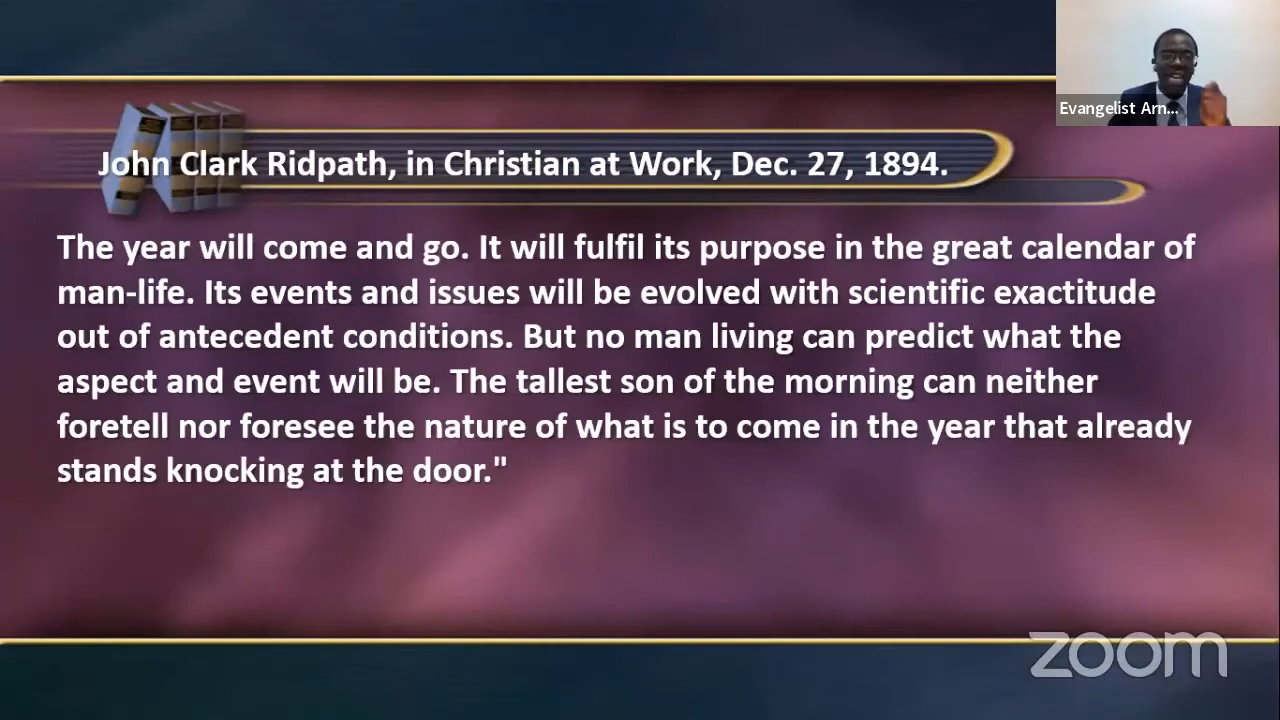 Evangelist Arn...
John Clark Ridpath, in Christian at Work, Dec. 27, 1894.
The year will come and go. It will fulfil its purpose in the great calendar of
man-life. Its events and issues will be evolved with scientific exactitude
out of antecedent conditions. But no man living can predict what the
aspect and event will be. The tallest son of the morning can neither
foretell nor foresee the nature of what is to come in the year that already
stands knocking at the door."
zoom